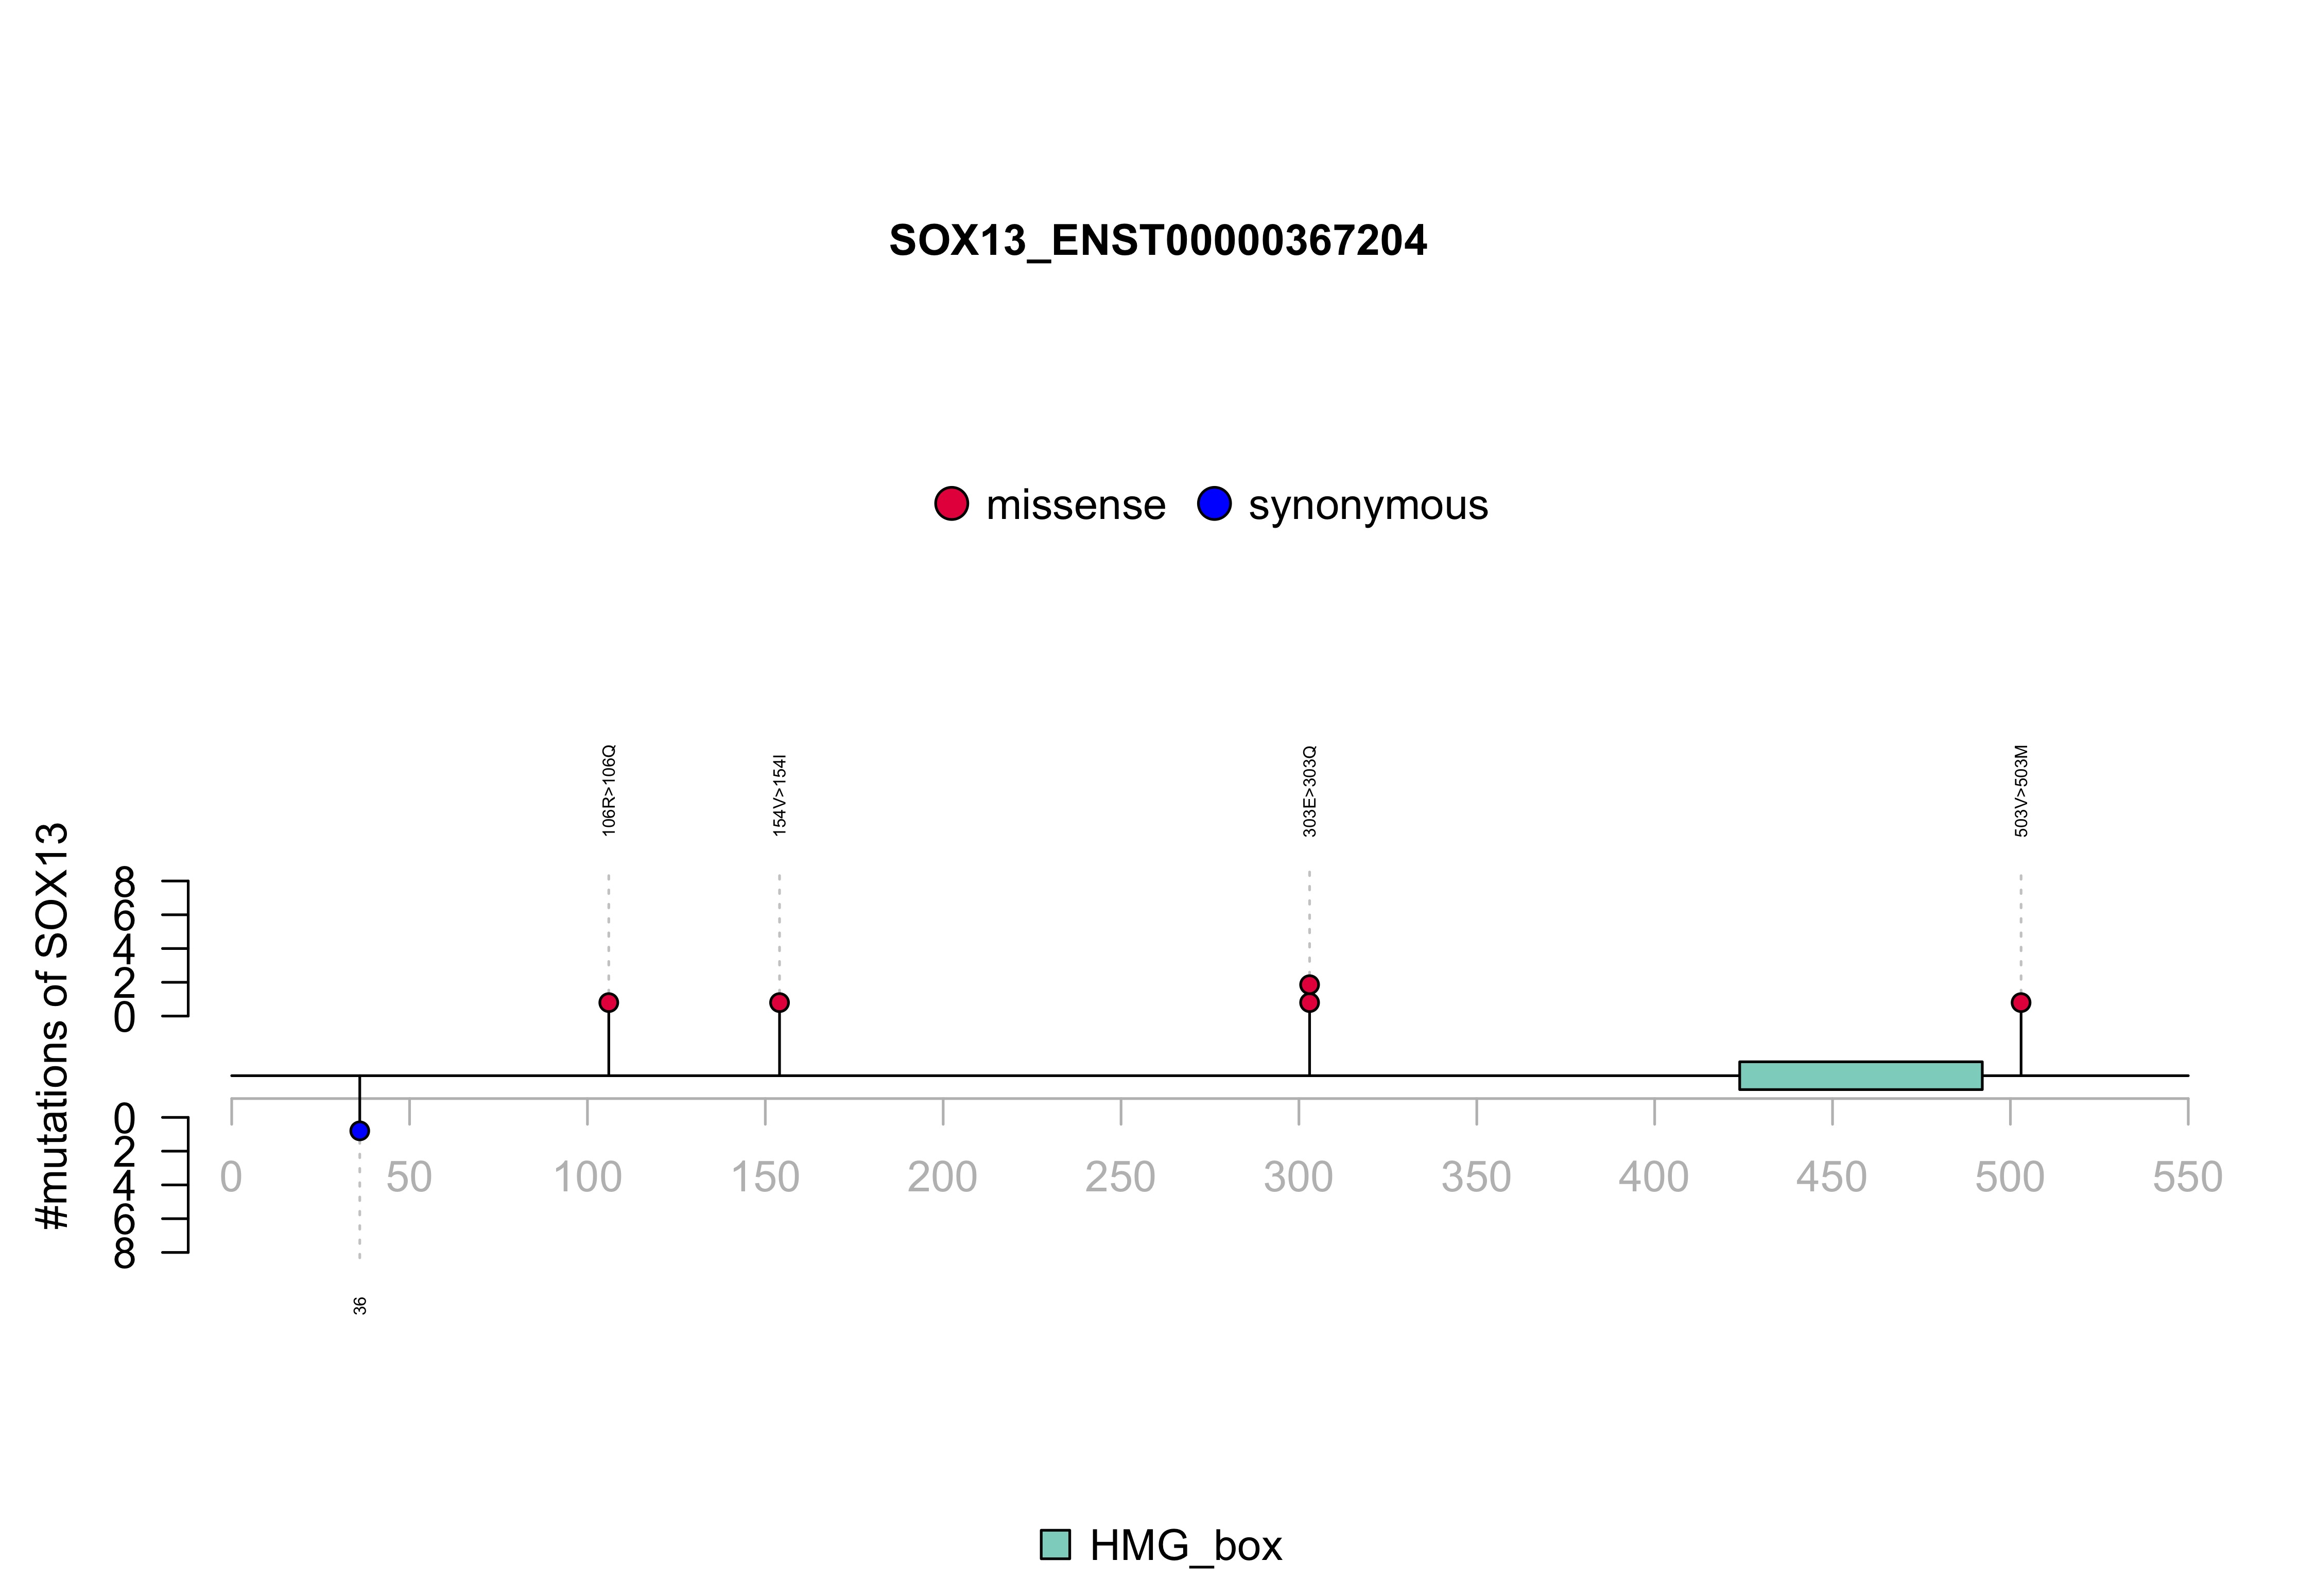 SOX13_ENST00000367204
missense synonymous
106R>106Q
154V>154I
303E>303Q
503V>503M
#mutations of SOX13
8
6
4
2
0
0
2
4
6
8
0 50 100 150 200 250 300 350 400 450 500 550
36
HMG_box